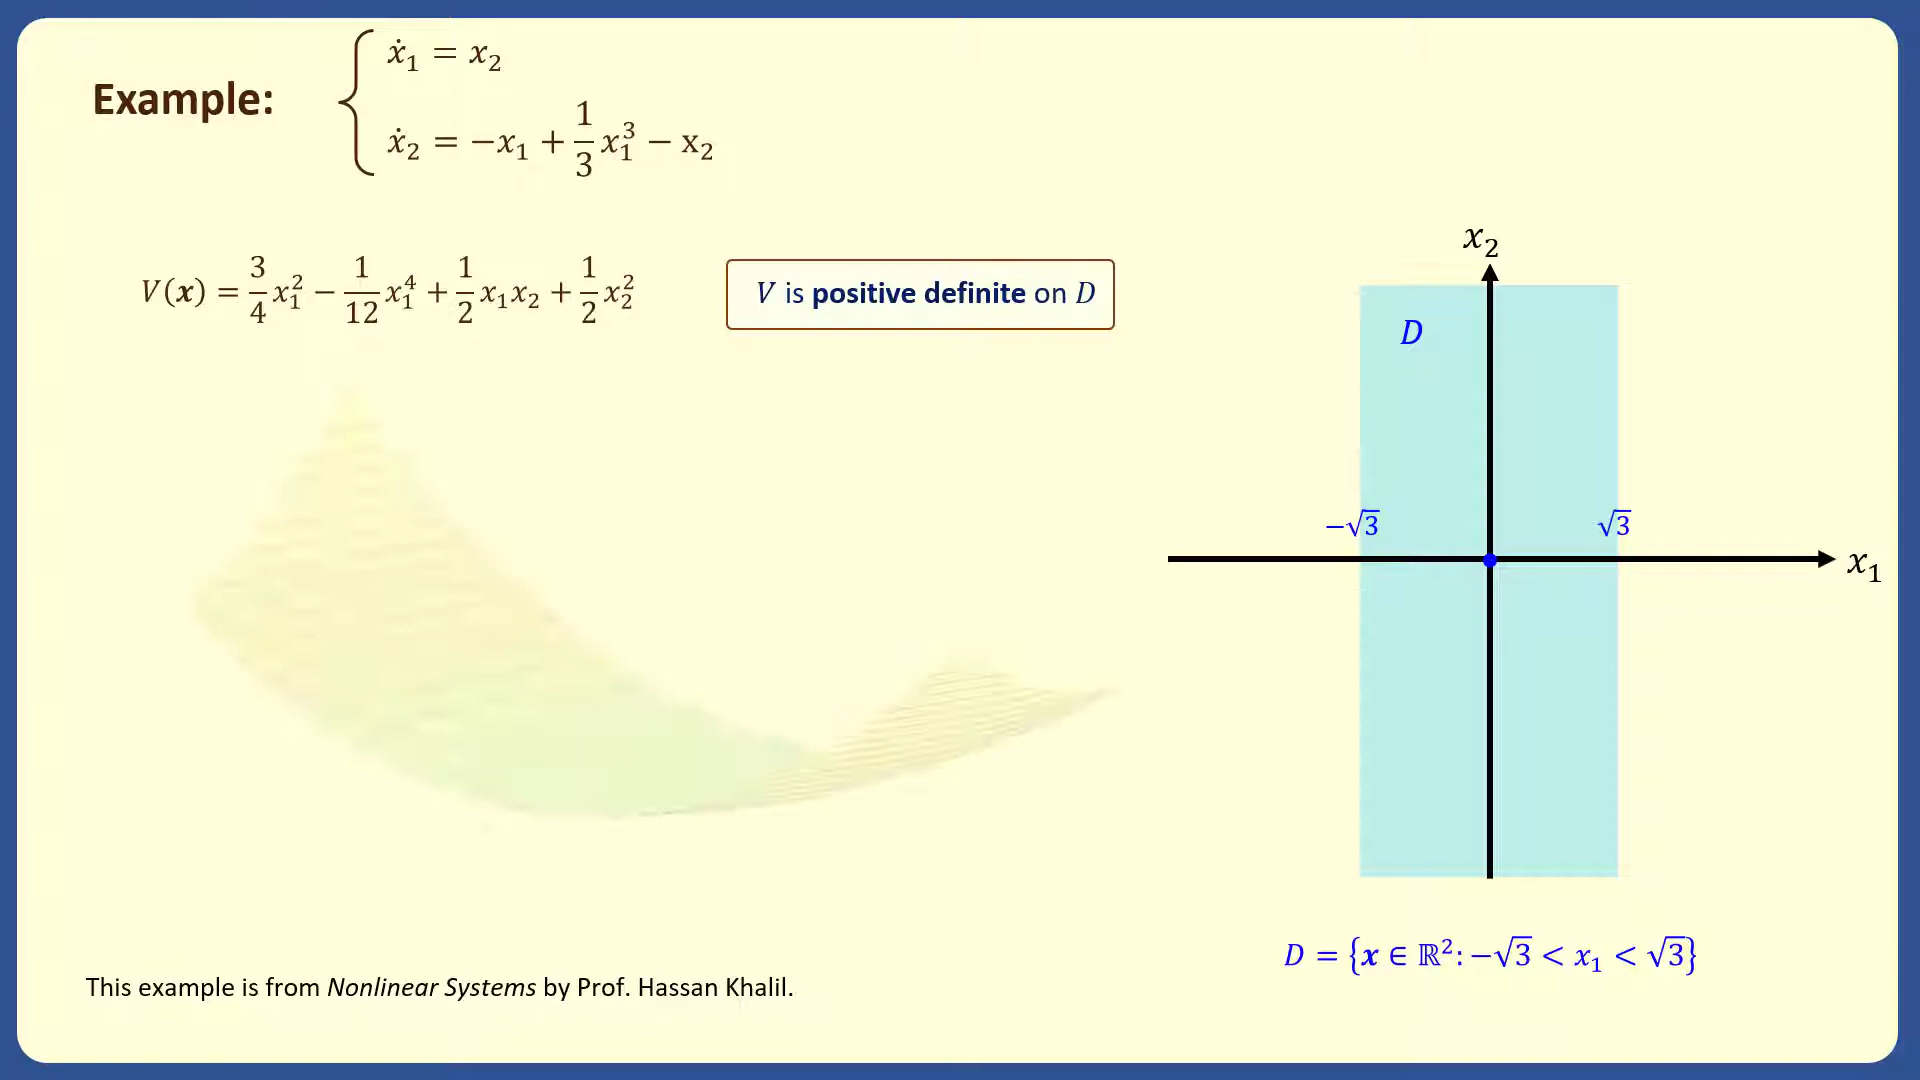 Example:
ẋ₁ = x₂
ẋ₂ = −x₁ + 1/3 x₁³ − x₂
V(x) = 3/4 x₁² − 1/12 x₁⁴ + 1/2 x₁x₂ + 1/2 x₂²
V is positive definite on D
x₂
D
−√3
√3
x₁
D = {x ∈ ℝ²: −√3 < x₁ < √3}
This example is from Nonlinear Systems by Prof. Hassan Khalil.